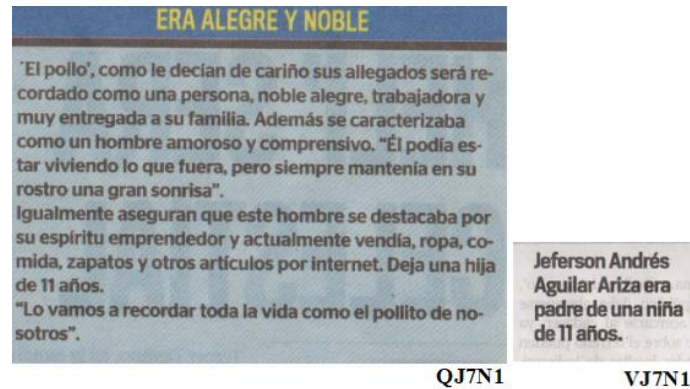 ERA ALEGRE Y NOBLE
'El pollo', como le decían de cariño sus allegados será re-
cordado como una persona, noble alegre, trabajadora y
muy entregada a su familia. Además se caracterizaba
como un hombre amoroso y comprensivo. “Él podía es-
tar viviendo lo que fuera, pero siempre mantenía en su
rostro una gran sonrisa”.
Igualmente aseguran que este hombre se destacaba por
su espíritu emprendedor y actualmente vendía, ropa, co-
mida, zapatos y otros artículos por internet. Deja una hija
de 11 años.
“Lo vamos a recordar toda la vida como el pollito de no-
sotros”.
QJ7N1
Jeferson Andrés
Aguilar Ariza era
padre de una niña
de 11 años.
VJ7N1